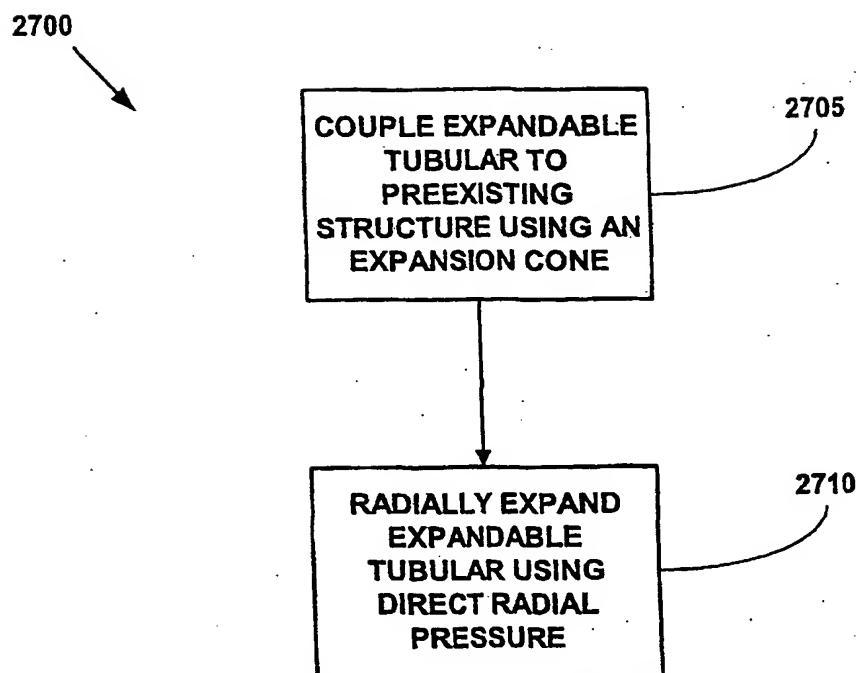 2700
2705
COUPLE EXPANDABLE
TUBULAR TO
PREEXISTING
STRUCTURE USING AN
EXPANSION CONE
2710
RADIALLY EXPAND
EXPANDABLE
TUBULAR USING
DIRECT RADIAL
PRESSURE